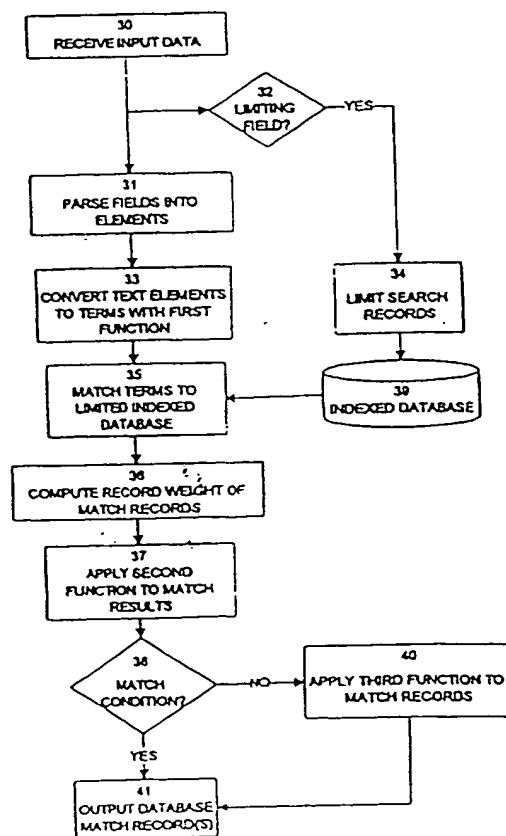 30
RECEIVE INPUT DATA
32
LIMITING
FIELD?
YES
31
PARSE FIELDS INTO
ELEMENTS
33
CONVERT TEXT ELEMENTS
TO TERMS WITH FIRST
FUNCTION
34
LIMIT SEARCH
RECORDS
35
MATCH TERMS TO
LIMITED INDEXED
DATABASE
39
INDEXED DATABASE
36
COMPUTE RECORD WEIGHT OF
MATCH RECORDS
37
APPLY SECOND
FUNCTION TO MATCH
RESULTS
38
MATCH
CONDITION?
NO
40
APPLY THIRD FUNCTION TO
MATCH RECORDS
YES
41
OUTPUT DATABASE
MATCH RECORD(S)